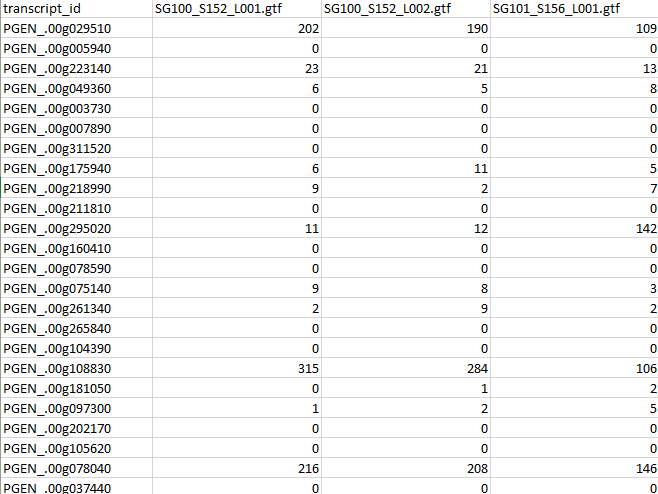 transcript_id SG100_S152_L001.gtf SG100_S152_L002.gtf SG101_S156_L001.gtf
PGEN_.00g029510 202 190 109
PGEN_.00g005940 0 0 0
PGEN_.00g223140 23 21 13
PGEN_.00g049360 6 5 8
PGEN_.00g003730 0 0 0
PGEN_.00g007890 0 0 0
PGEN_.00g311520 0 0 0
PGEN_.00g175940 6 11 5
PGEN_.00g218990 9 2 7
PGEN_.00g211810 0 0 0
PGEN_.00g295020 11 12 142
PGEN_.00g160410 0 0 0
PGEN_.00g078590 0 0 0
PGEN_.00g075140 9 8 3
PGEN_.00g261340 2 9 2
PGEN_.00g265840 0 0 0
PGEN_.00g104390 0 0 0
PGEN_.00g108830 315 284 106
PGEN_.00g181050 0 1 2
PGEN_.00g097300 1 2 5
PGEN_.00g202170 0 0 0
PGEN_.00g105620 0 0 0
PGEN_.00g078040 216 208 146
PGEN_.00g037440 0 0 0